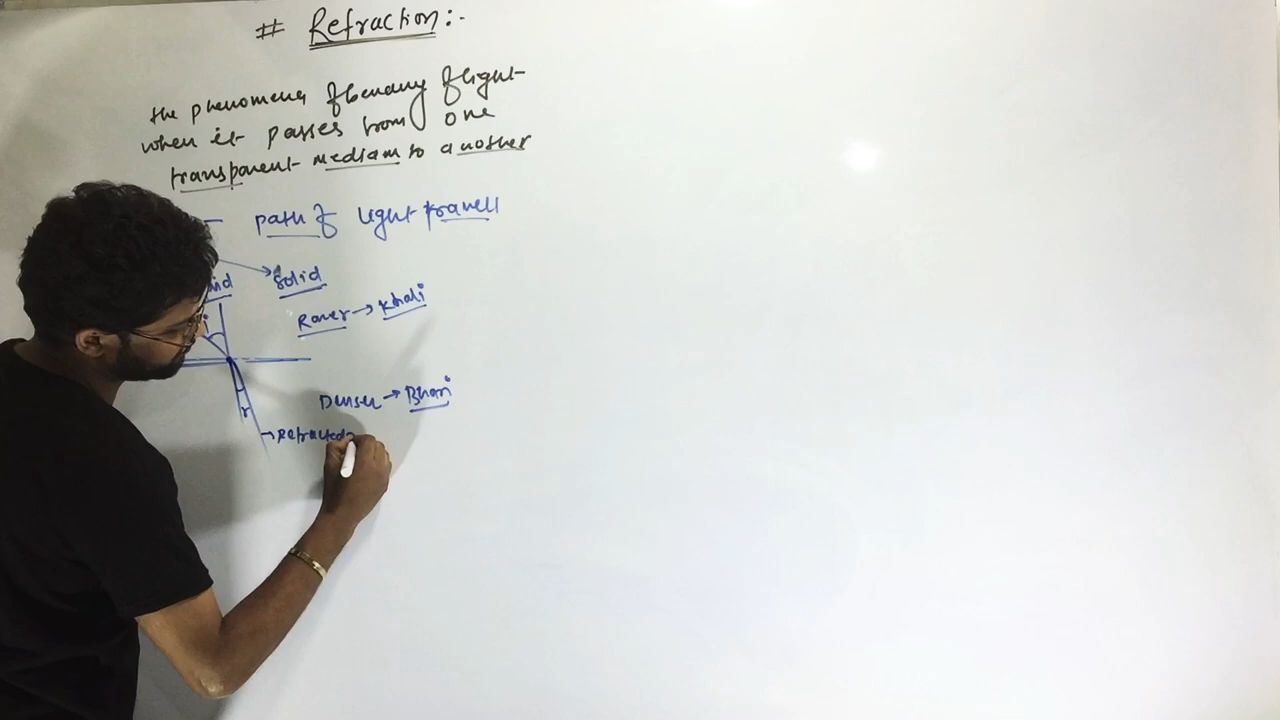 # Refraction:-
the phenomena of bending of light
when it passes from one
transparent mediam to another
path of light travell
Solid
i
Rarer → Khali
Denser → Bhari
r
→ Refracted